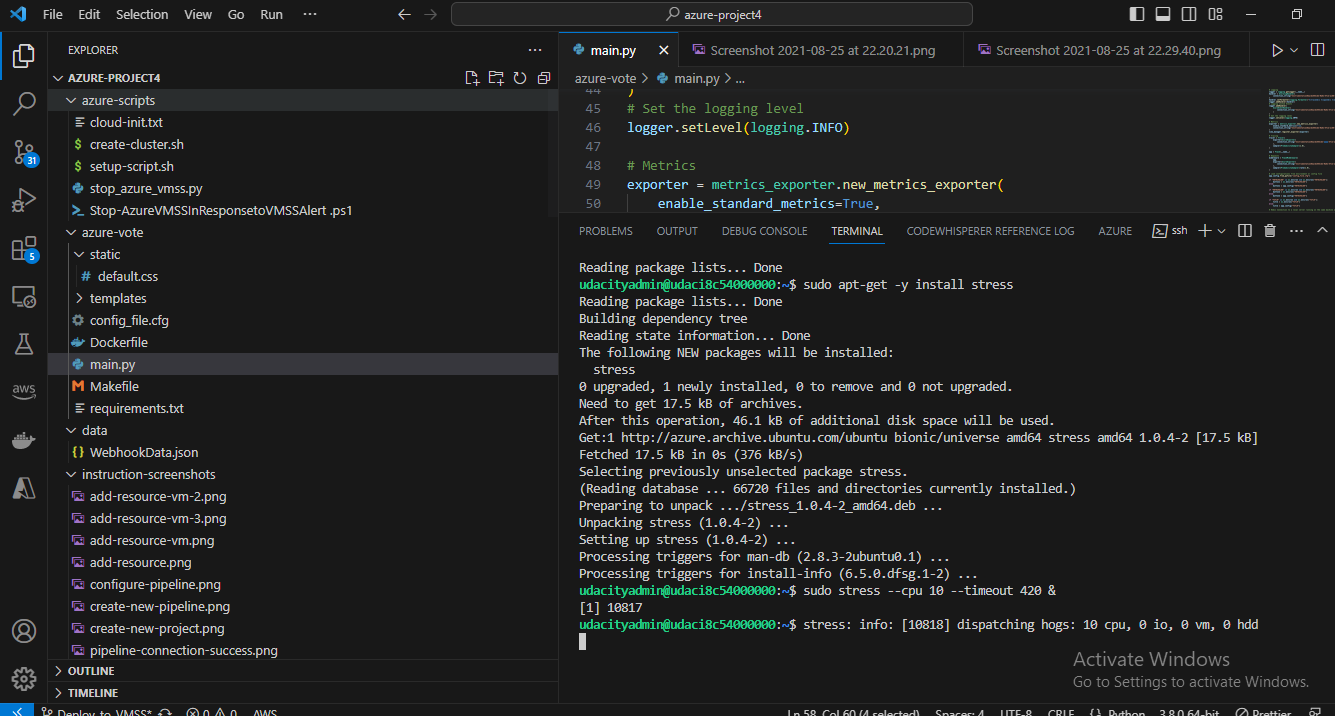 File Edit Selection View Go Run ··· azure-project4
EXPLORER ···
AZURE-PROJECT4
azure-scripts
cloud-init.txt
$ create-cluster.sh
$ setup-script.sh
stop_azure_vmss.py
Stop-AzureVMSSInResponsetoVMSSAlert .ps1
azure-vote
static
# default.css
templates
config_file.cfg
Dockerfile
main.py
M Makefile
requirements.txt
data
{} WebhookData.json
instruction-screenshots
add-resource-vm-2.png
add-resource-vm-3.png
add-resource-vm.png
add-resource.png
configure-pipeline.png
create-new-pipeline.png
create-new-project.png
pipeline-connection-success.png
OUTLINE
TIMELINE
31
5
aws
main.py Screenshot 2021-08-25 at 22.20.21.png Screenshot 2021-08-25 at 22.29.40.png
azure-vote > main.py > ...
44 )
45 # Set the logging level
46 logger.setLevel(logging.INFO)
47
48 # Metrics
49 exporter = metrics_exporter.new_metrics_exporter(
50 enable_standard_metrics=True,
PROBLEMS OUTPUT DEBUG CONSOLE TERMINAL CODEWHISPERER REFERENCE LOG AZURE ssh
Reading package lists... Done
udacityadmin@udaci8c54000000:~$ sudo apt-get -y install stress
Reading package lists... Done
Building dependency tree
Reading state information... Done
The following NEW packages will be installed:
stress
0 upgraded, 1 newly installed, 0 to remove and 0 not upgraded.
Need to get 17.5 kB of archives.
After this operation, 46.1 kB of additional disk space will be used.
Get:1 http://azure.archive.ubuntu.com/ubuntu bionic/universe amd64 stress amd64 1.0.4-2 [17.5 kB]
Fetched 17.5 kB in 0s (376 kB/s)
Selecting previously unselected package stress.
(Reading database ... 66720 files and directories currently installed.)
Preparing to unpack .../stress_1.0.4-2_amd64.deb ...
Unpacking stress (1.0.4-2) ...
Setting up stress (1.0.4-2) ...
Processing triggers for man-db (2.8.3-2ubuntu0.1) ...
Processing triggers for install-info (6.5.0.dfsg.1-2) ...
udacityadmin@udaci8c54000000:~$ sudo stress --cpu 10 --timeout 420 &
[1] 10817
udacityadmin@udaci8c54000000:~$ stress: info: [10818] dispatching hogs: 10 cpu, 0 io, 0 vm, 0 hdd
Activate Windows
Go to Settings to activate Windows.
Deploy_to_VMSS* 0 0 AWS Ln 58, Col 60 (4 selected) Spaces: 4 UTF-8 CRLF {} Python 3.8.0 64-bit Prettier